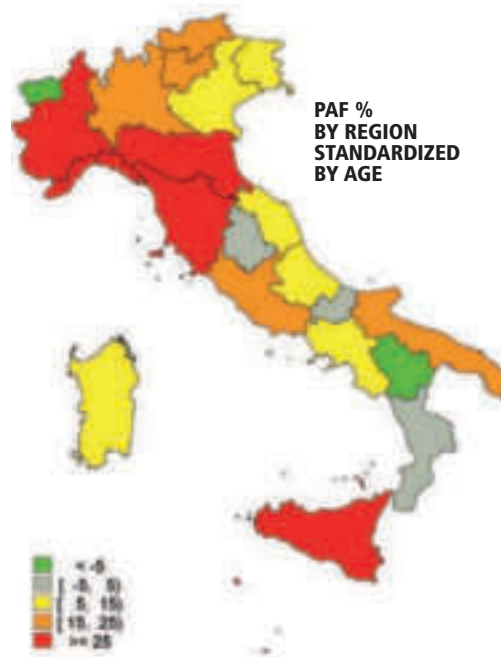 PAF %
BY REGION
STANDARDIZED
BY AGE
< -5
-5, 5)
5, 15)
15, 25)
>= 25